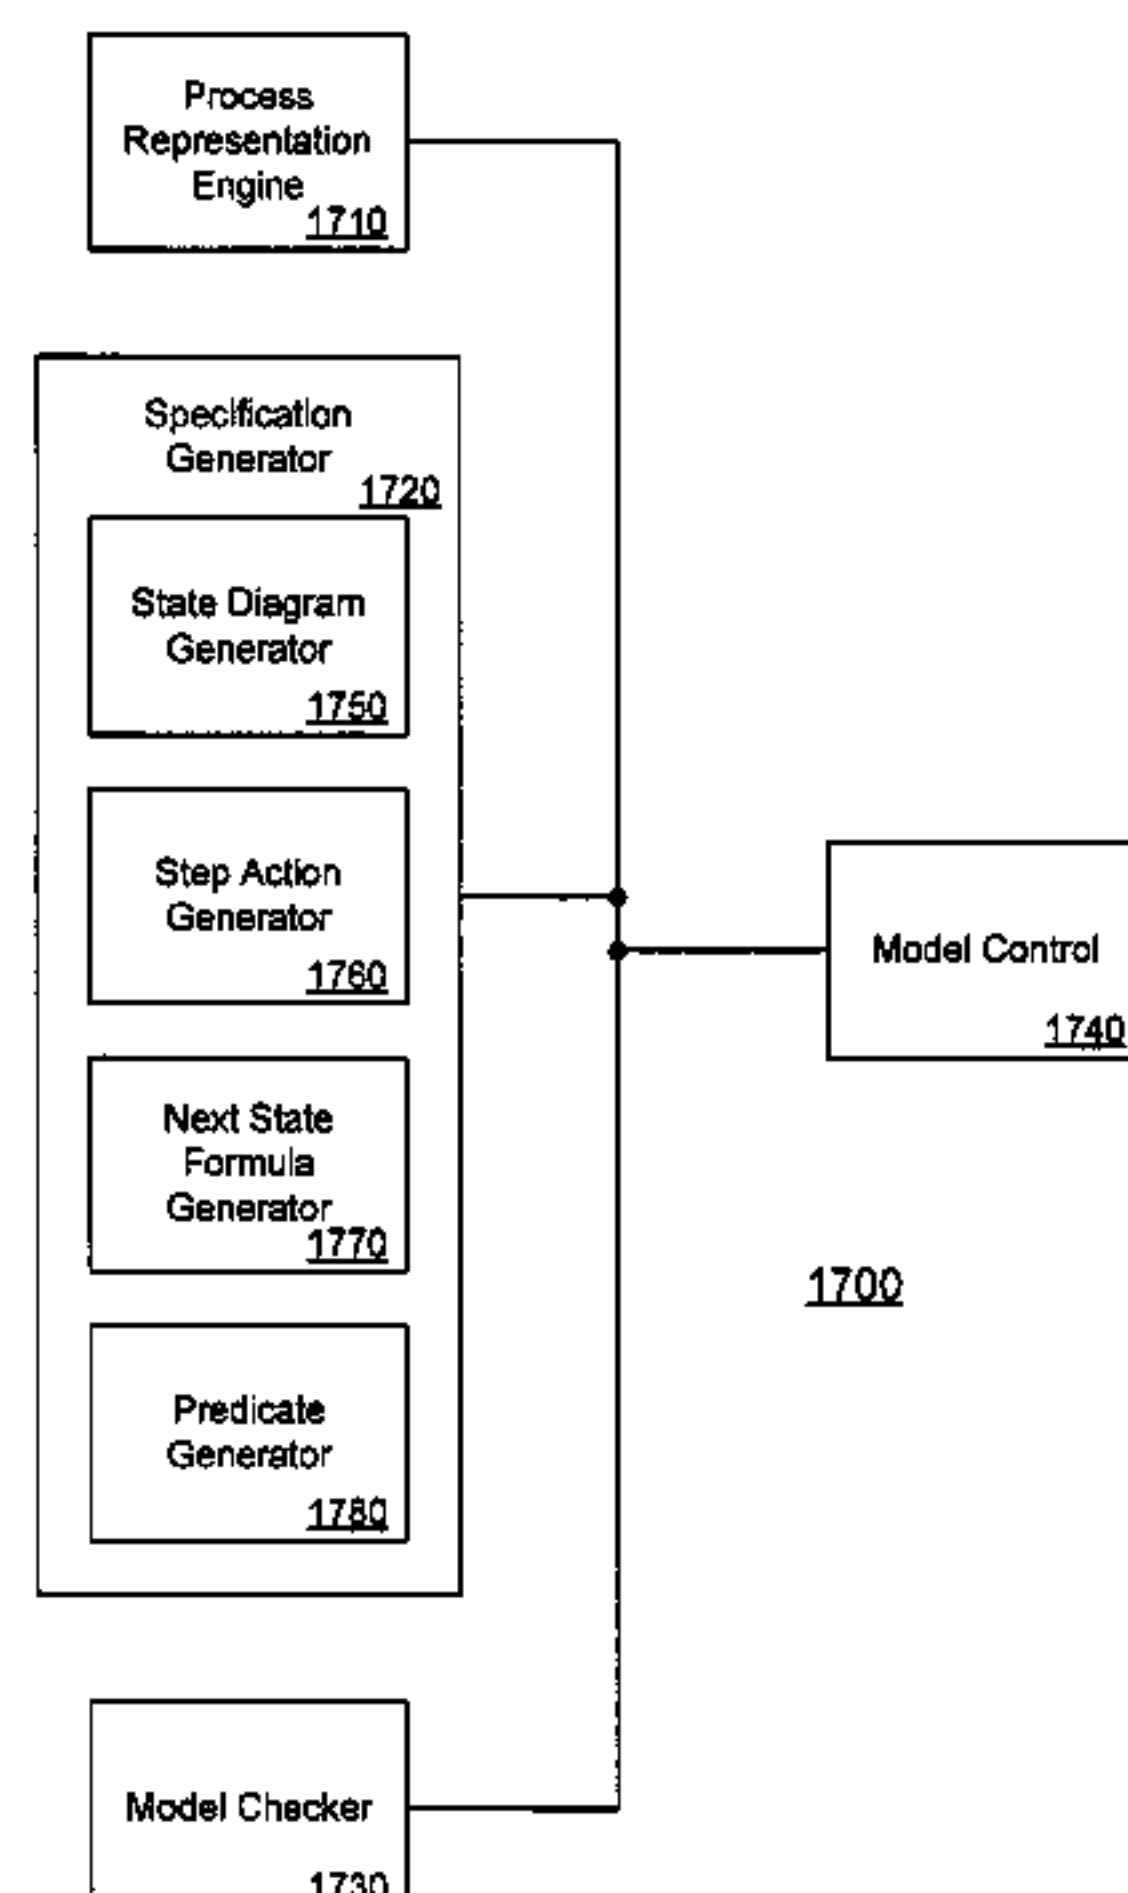 Process
Representation
Engine
1710
Specification
Generator
1720
State Diagram
Generator
1750
Step Action
Generator
1760
Model Control
1740
Next State
Formula
Generator
1770
1700
Predicate
Generator
1780
Model Checker
1730